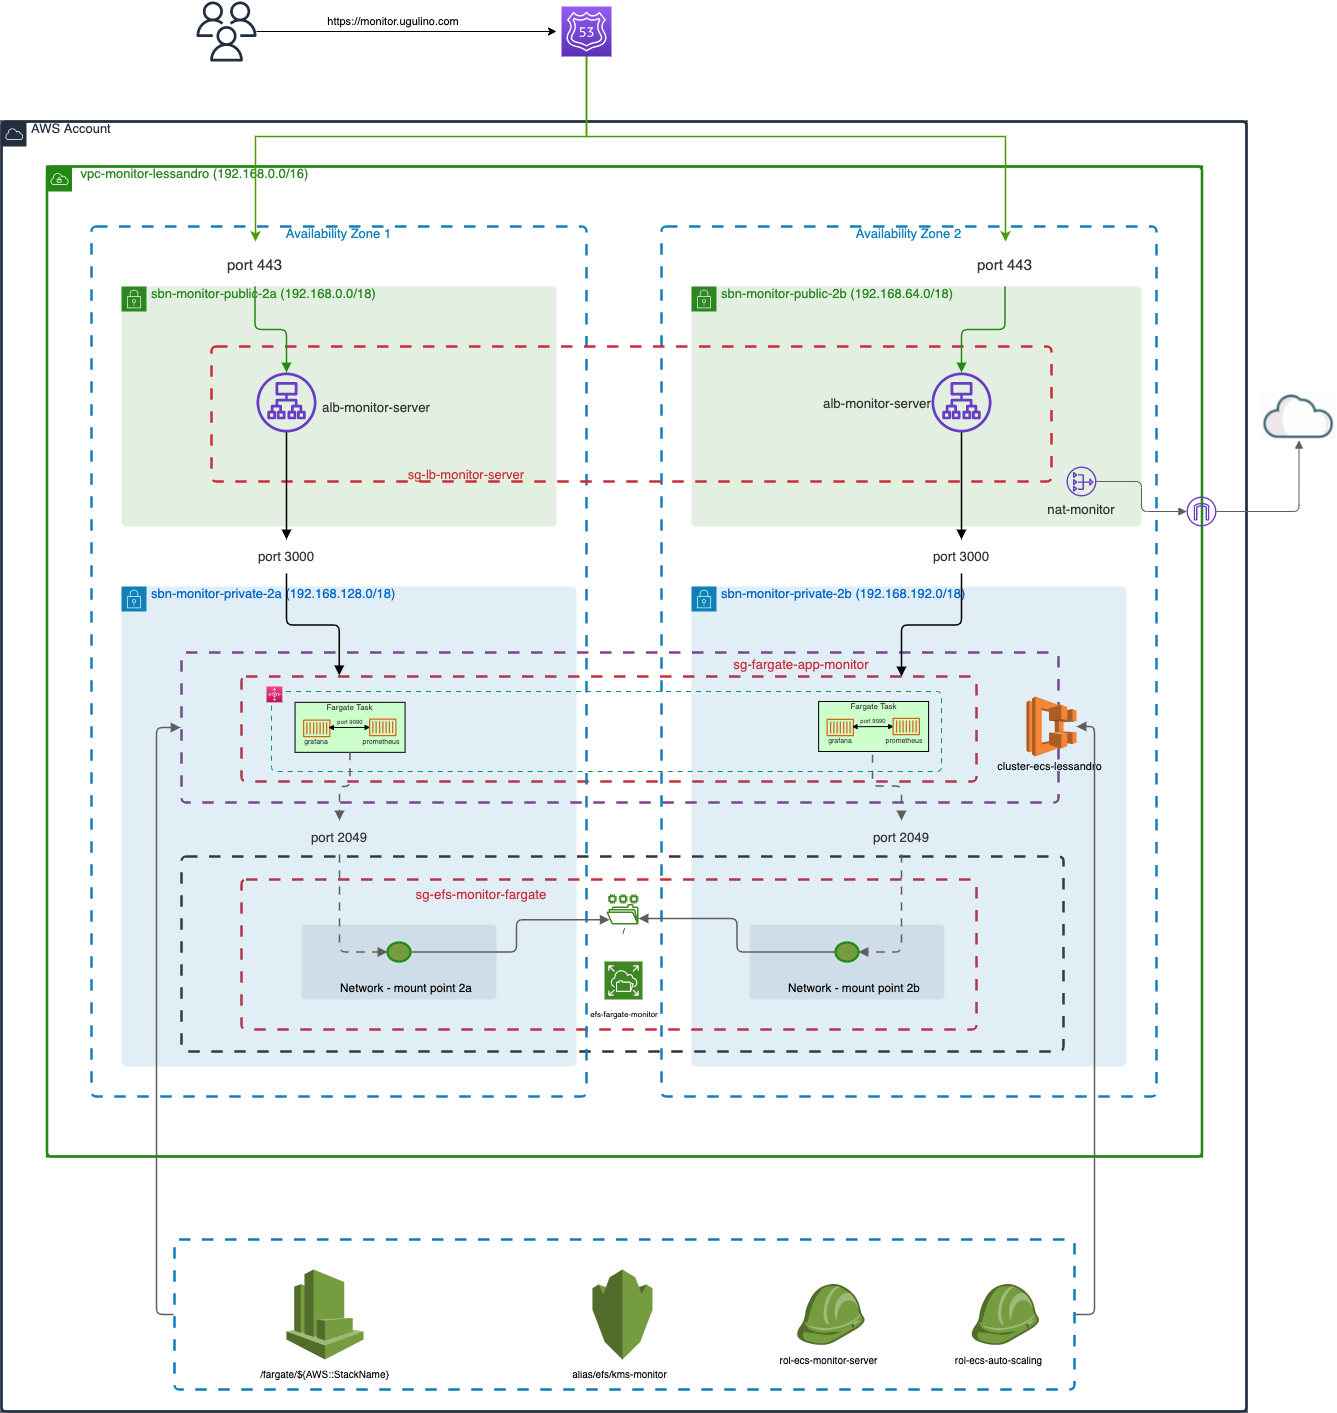 https://monitor.ugulino.com
53
AWS Account
vpc-monitor-lessandro (192.168.0.0/16)
Availability Zone 1
Availability Zone 2
port 443
port 443
sbn-monitor-public-2a (192.168.0.0/18)
sbn-monitor-public-2b (192.168.64.0/18)
alb-monitor-server
alb-monitor-server
sg-lb-monitor-server
nat-monitor
port 3000
port 3000
sbn-monitor-private-2a (192.168.128.0/18)
sbn-monitor-private-2b (192.168.192.0/18)
sg-fargate-app-monitor
Fargate Task
port 9090
grafana
prometheus
Fargate Task
port 9090
grafana
prometheus
cluster-ecs-lessandro
port 2049
port 2049
sg-efs-monitor-fargate
/
Network - mount point 2a
Network - mount point 2b
efs-fargate-monitor
/fargate/${AWS::StackName}
alias/efs/kms-monitor
rol-ecs-monitor-server
rol-ecs-auto-scaling